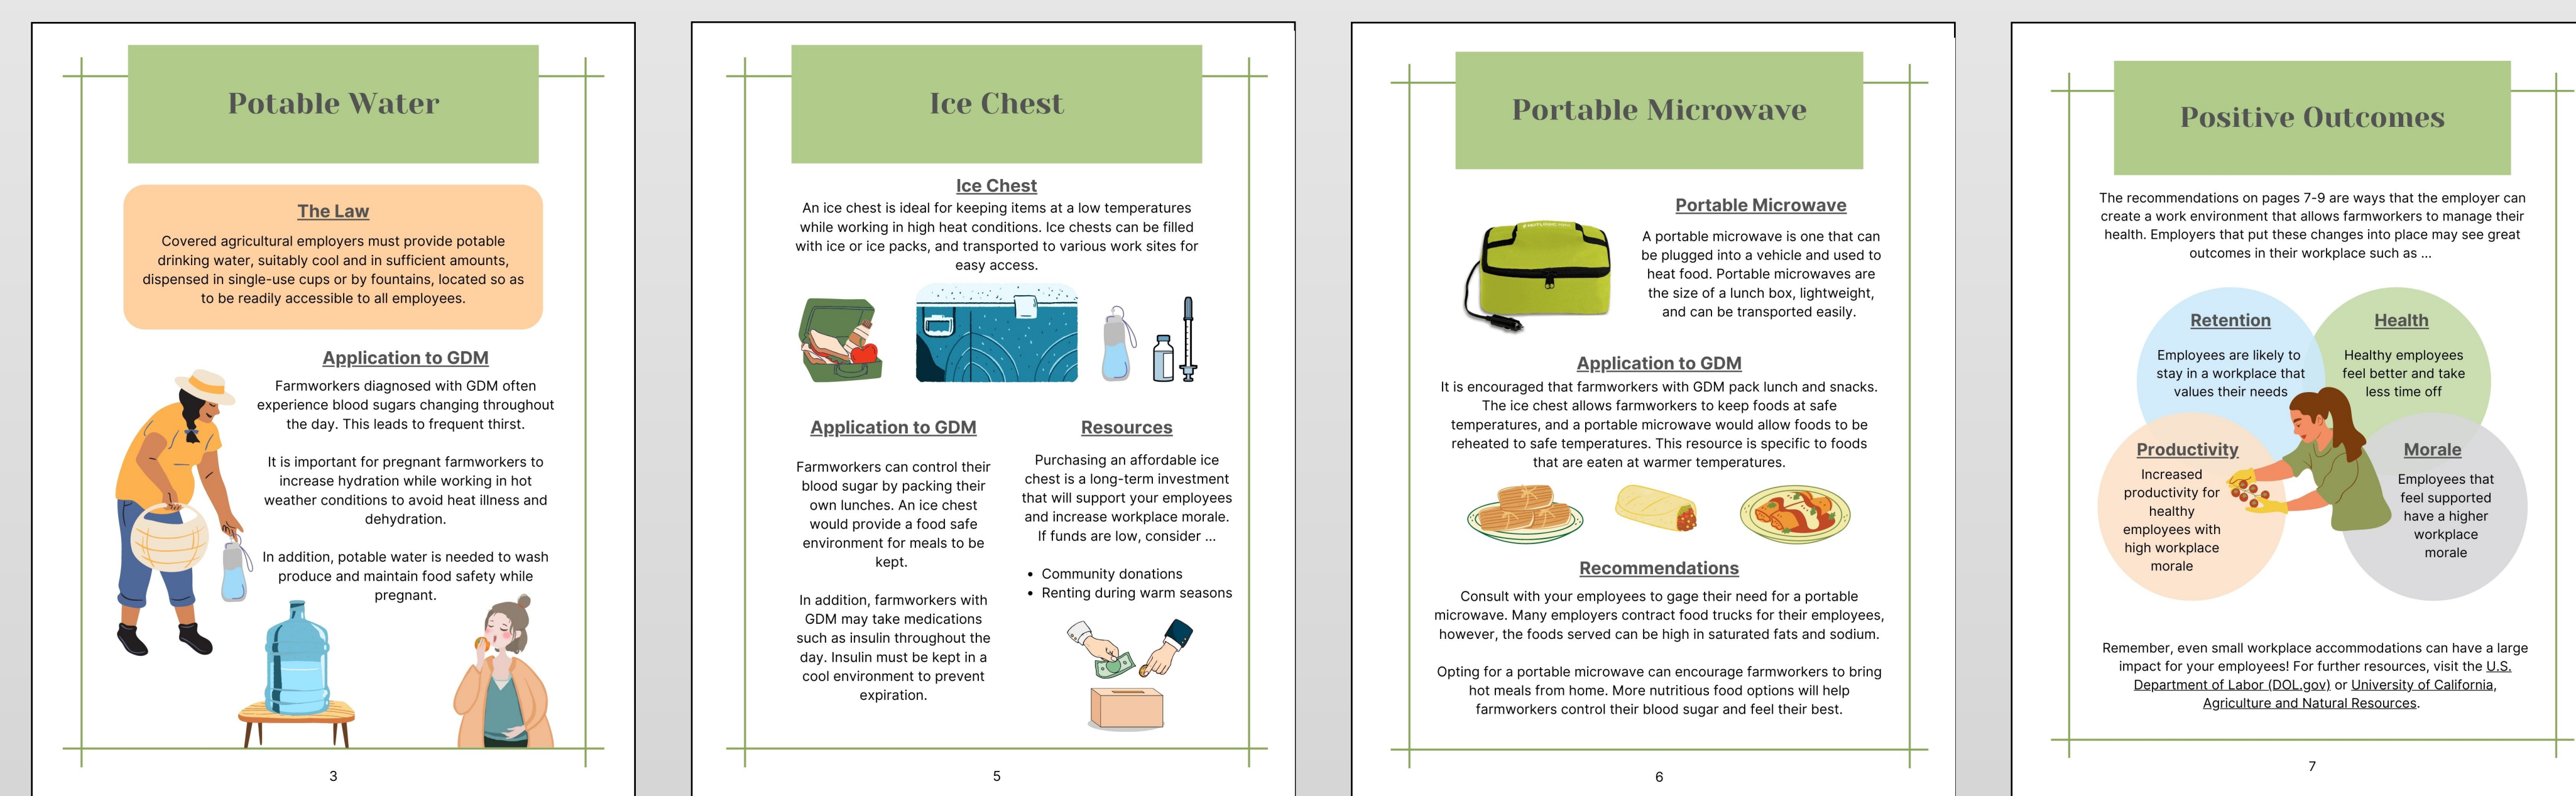 Potable Water
The Law
Covered agricultural employers must provide potable
drinking water, suitably cool and in sufficient amounts,
dispensed in single-use cups or by fountains, located so as
to be readily accessible to all employees.
Application to GDM
Farmworkers diagnosed with GDM often
experience blood sugars changing throughout
the day. This leads to frequent thirst.
It is important for pregnant farmworkers to
increase hydration while working in hot
weather conditions to avoid heat illness and
dehydration.
In addition, potable water is needed to wash
produce and maintain food safety while
pregnant.
3
Ice Chest
Ice Chest
An ice chest is ideal for keeping items at a low temperatures
while working in high heat conditions. Ice chests can be filled
with ice or ice packs, and transported to various work sites for
easy access.
Application to GDM
Farmworkers can control their
blood sugar by packing their
own lunches. An ice chest
would provide a food safe
environment for meals to be
kept.
In addition, farmworkers with
GDM may take medications
such as insulin throughout the
day. Insulin must be kept in a
cool environment to prevent
expiration.
Resources
Purchasing an affordable ice
chest is a long-term investment
that will support your employees
and increase workplace morale.
If funds are low, consider ...
• Community donations
• Renting during warm seasons
5
Portable Microwave
Portable Microwave
A portable microwave is one that can
be plugged into a vehicle and used to
heat food. Portable microwaves are
the size of a lunch box, lightweight,
and can be transported easily.
Application to GDM
It is encouraged that farmworkers with GDM pack lunch and snacks.
The ice chest allows farmworkers to keep foods at safe
temperatures, and a portable microwave would allow foods to be
reheated to safe temperatures. This resource is specific to foods
that are eaten at warmer temperatures.
Recommendations
Consult with your employees to gage their need for a portable
microwave. Many employers contract food trucks for their employees,
however, the foods served can be high in saturated fats and sodium.
Opting for a portable microwave can encourage farmworkers to bring
hot meals from home. More nutritious food options will help
farmworkers control their blood sugar and feel their best.
6
Positive Outcomes
The recommendations on pages 7-9 are ways that the employer can
create a work environment that allows farmworkers to manage their
health. Employers that put these changes into place may see great
outcomes in their workplace such as ...
Retention
Employees are likely to
stay in a workplace that
values their needs
Health
Healthy employees
feel better and take
less time off
Productivity
Increased
productivity for
healthy
employees with
high workplace
morale
Morale
Employees that
feel supported
have a higher
workplace
morale
Remember, even small workplace accommodations can have a large
impact for your employees! For further resources, visit the U.S.
Department of Labor (DOL.gov) or University of California,
Agriculture and Natural Resources.
7